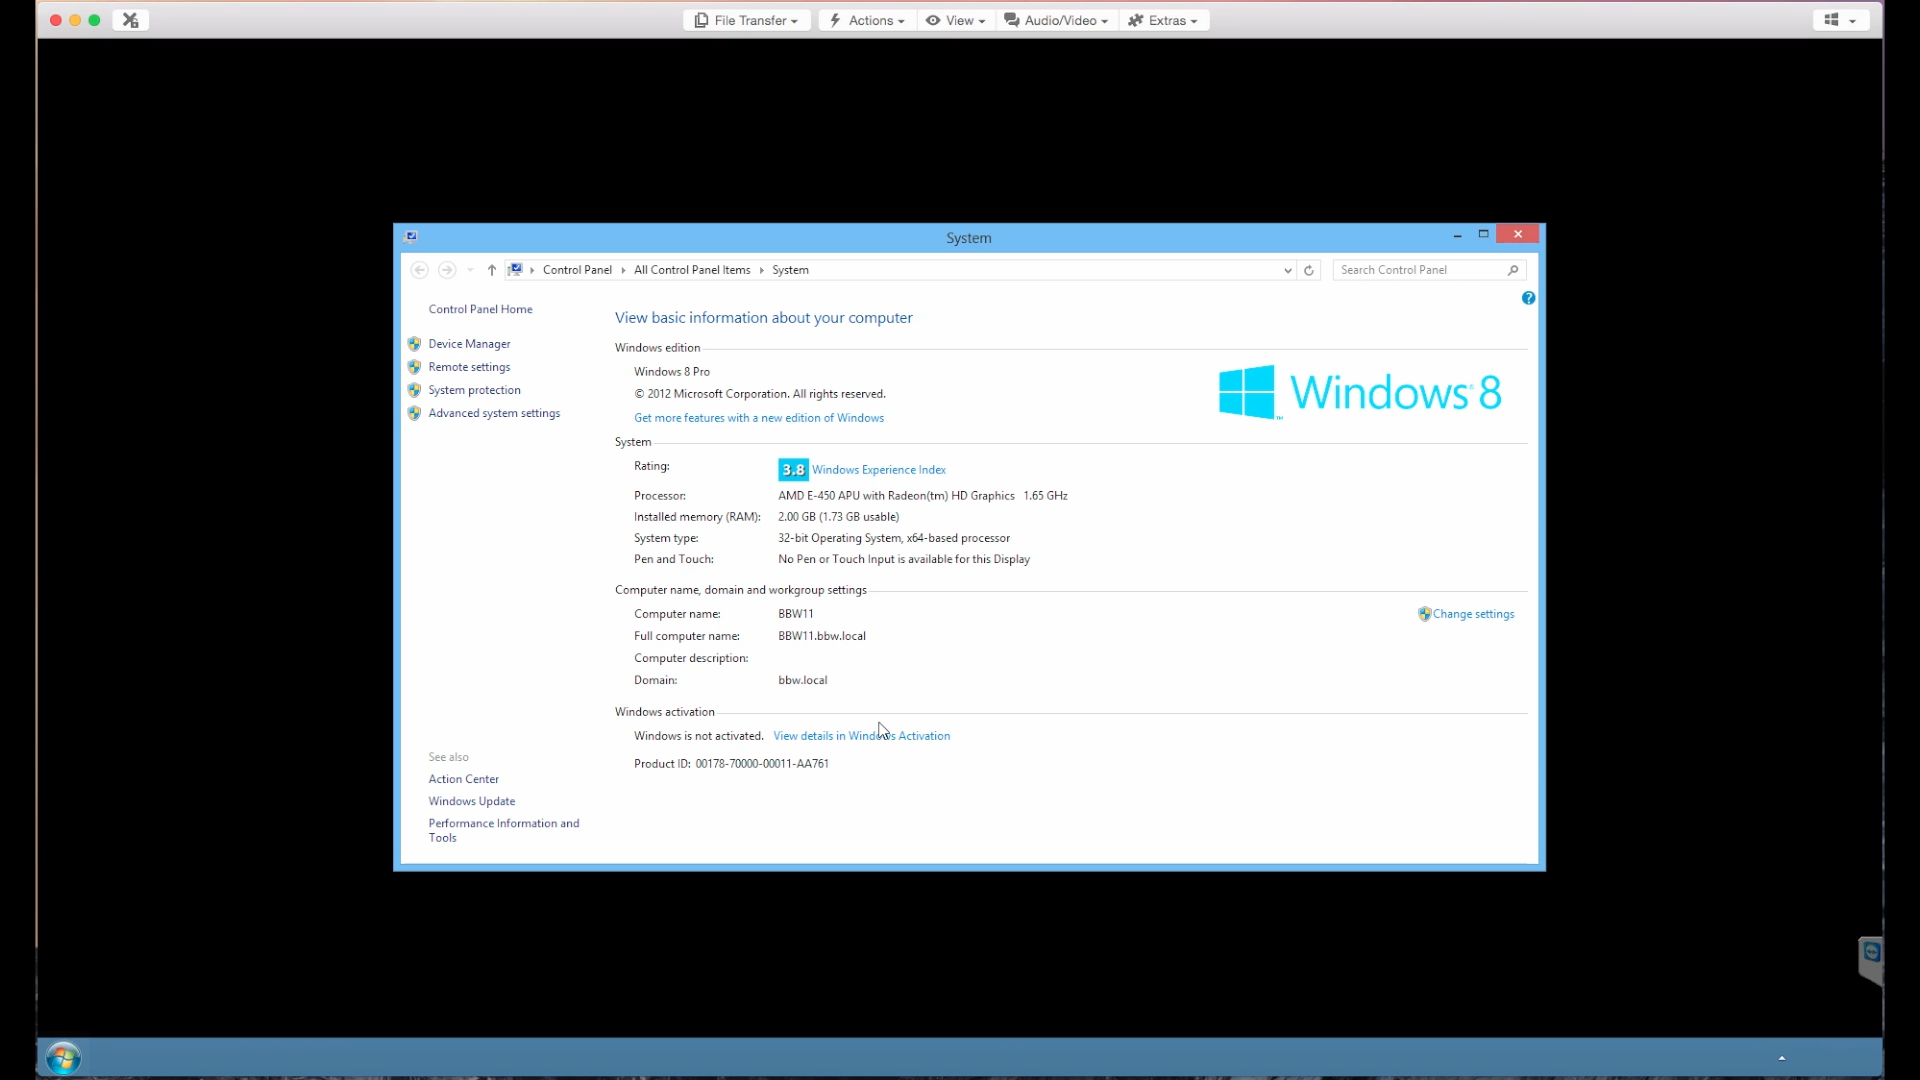 File Transfer
Actions
View
Audio/Video
Extras
System
Control Panel
All Control Panel Items
System
Search Control Panel
Control Panel Home
Device Manager
Remote settings
System protection
Advanced system settings
View basic information about your computer
Windows edition
Windows 8 Pro
© 2012 Microsoft Corporation. All rights reserved.
Get more features with a new edition of Windows
Windows 8
System
Rating: 3.8 Windows Experience Index
Processor: AMD E-450 APU with Radeon(tm) HD Graphics 1.65 GHz
Installed memory (RAM): 2.00 GB (1.73 GB usable)
System type: 32-bit Operating System, x64-based processor
Pen and Touch: No Pen or Touch Input is available for this Display
Computer name, domain and workgroup settings
Computer name: BBW11
Change settings
Full computer name: BBW11.bbw.local
Computer description:
Domain: bbw.local
Windows activation
Windows is not activated. View details in Windows Activation
Product ID: 00178-70000-00011-AA761
See also
Action Center
Windows Update
Performance Information and
Tools